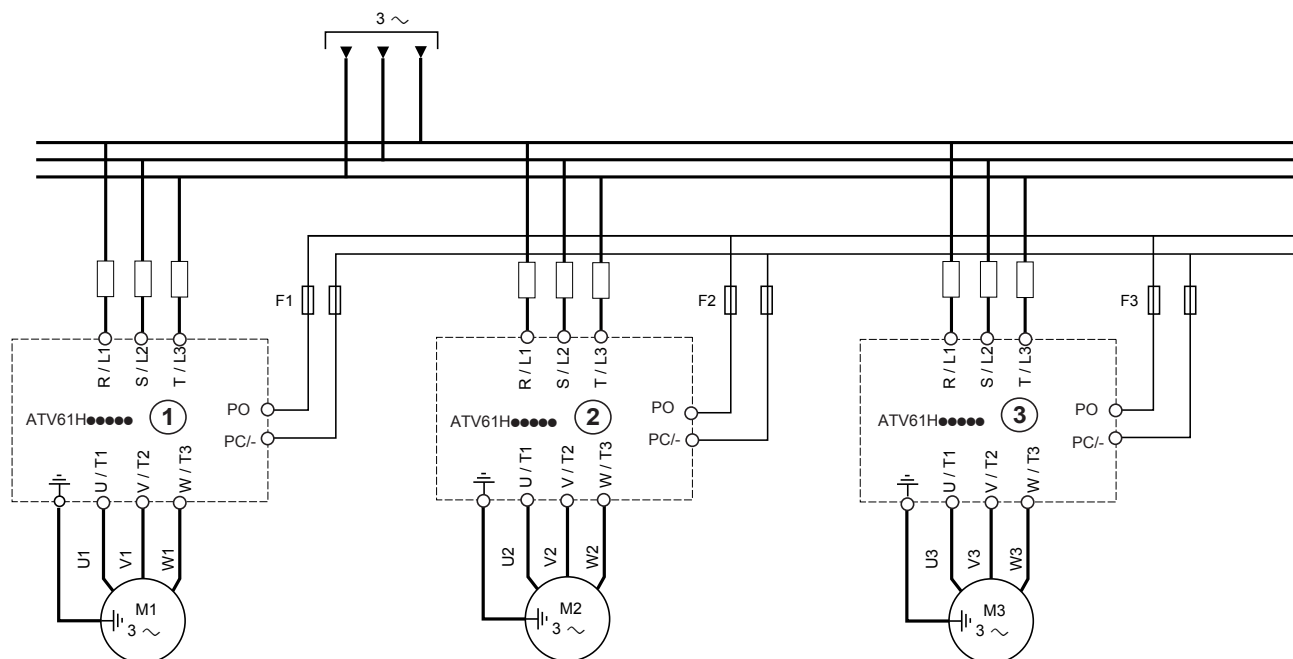 3 ~
F1
F2
F3
R / L1
S / L2
T / L3
R / L1
S / L2
T / L3
R / L1
S / L2
T / L3
ATV61H●●●●●
1
PO
PC/-
ATV61H●●●●●
2
PO
PC/-
ATV61H●●●●●
3
PO
PC/-
U / T1
V / T2
W / T3
U / T1
V / T2
W / T3
U / T1
V / T2
W / T3
U1
V1
W1
U2
V2
W2
U3
V3
W3
M1
3 ~
M2
3 ~
M3
3 ~